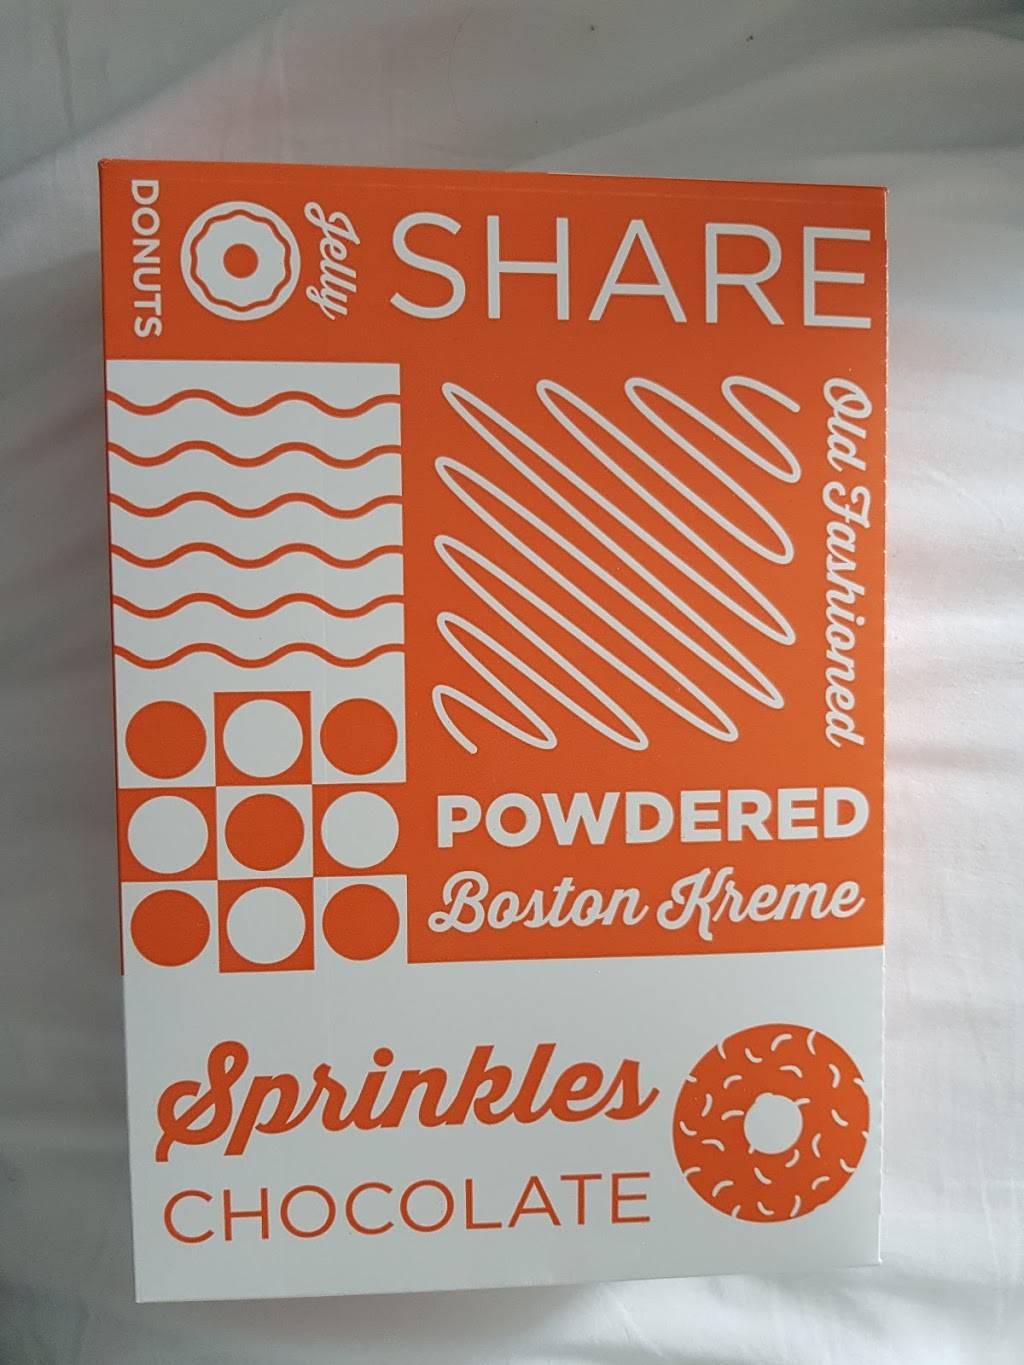 DONUTS
Jelly
SHARE
Old Fashioned
POWDERED
Boston Kreme
Sprinkles
CHOCOLATE